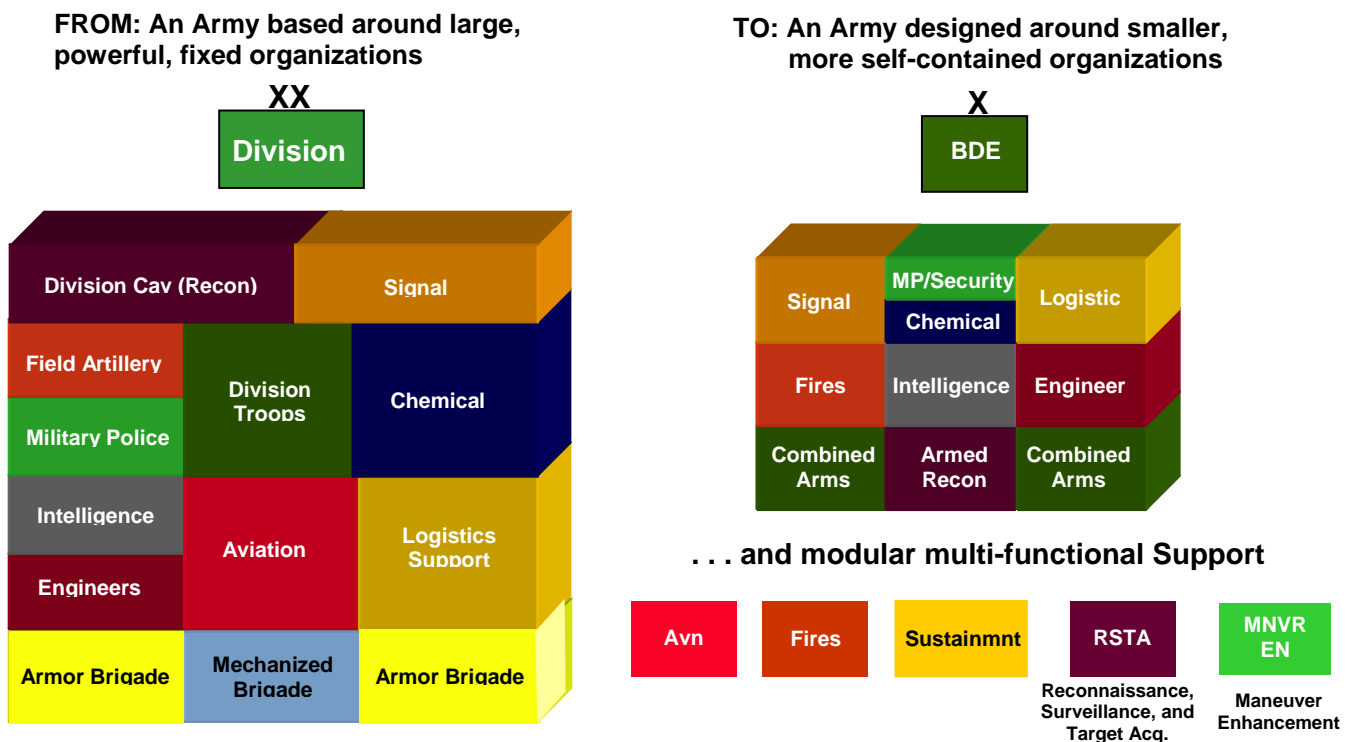 FROM: An Army based around large,
powerful, fixed organizations
XX
Division
Division Cav (Recon)
Signal
Field Artillery
Division
Troops
Chemical
Military Police
Intelligence
Aviation
Logistics
Support
Engineers
Armor Brigade
Mechanized
Brigade
Armor Brigade
TO: An Army designed around smaller,
more self-contained organizations
X
BDE
Signal
MP/Security
Chemical
Logistic
Fires
Intelligence
Engineer
Combined
Arms
Armed
Recon
Combined
Arms
. . . and modular multi-functional Support
Avn
Fires
Sustainmnt
RSTA
Reconnaissance,
Surveillance, and
Target Acq.
MNVR
EN
Maneuver
Enhancement